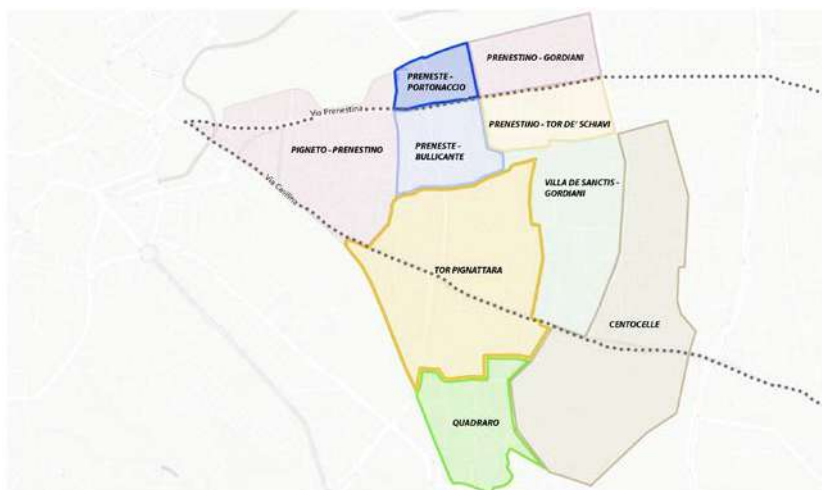 PRENESTINO - GORDIANI
PRENESTE -
PORTONACCIO
Via Prenestina
PRENESTINO - TOR DE' SCHIAVI
PIGNETO - PRENESTINO
PRENESTE -
BULLICANTE
Via Casilina
VILLA DE SANCTIS -
GORDIANI
TOR PIGNATTARA
CENTOCELLE
QUADRARO